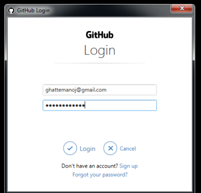 GitHub Login
GitHub
Login
ghattemanoj@gmail.com
••••••••••••
Login
Cancel
Don't have an account? Sign up
Forgot your password?